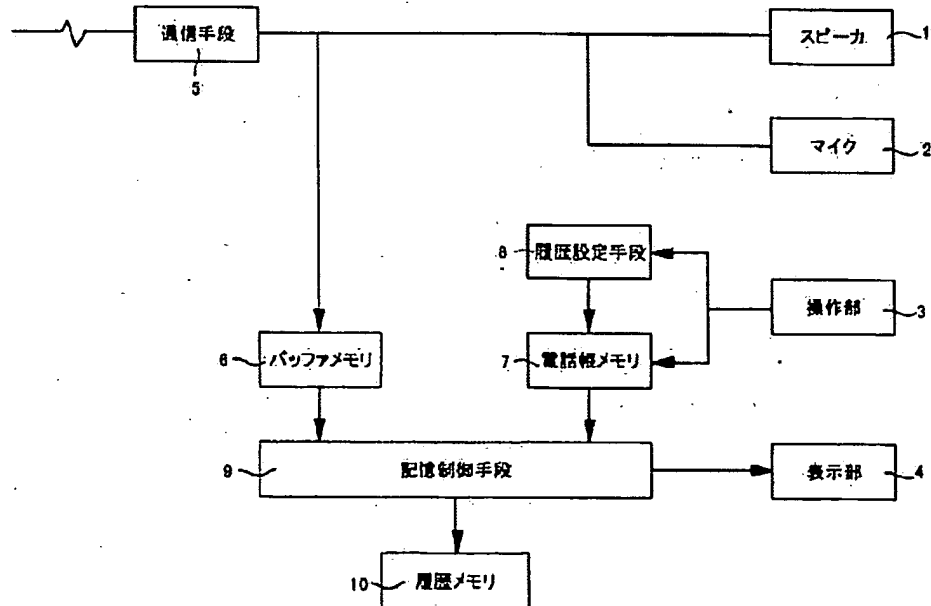 通信手段
5
スピーカ
1
マイク
2
8
履歴設定手段
操作部
3
6
バッファメモリ
7
電話帳メモリ
9
記憶制御手段
表示部
4
10
履歴メモリ